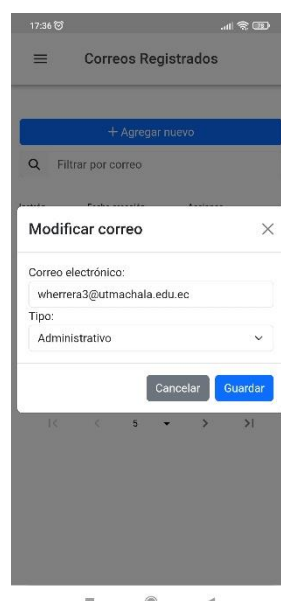 17:36
Correos Registrados
+ Agregar nuevo
Filtrar por correo
Modificar correo
Correo electrónico:
wherrera3@utmachala.edu.ec
Tipo:
Administrativo
Cancelar Guardar
5